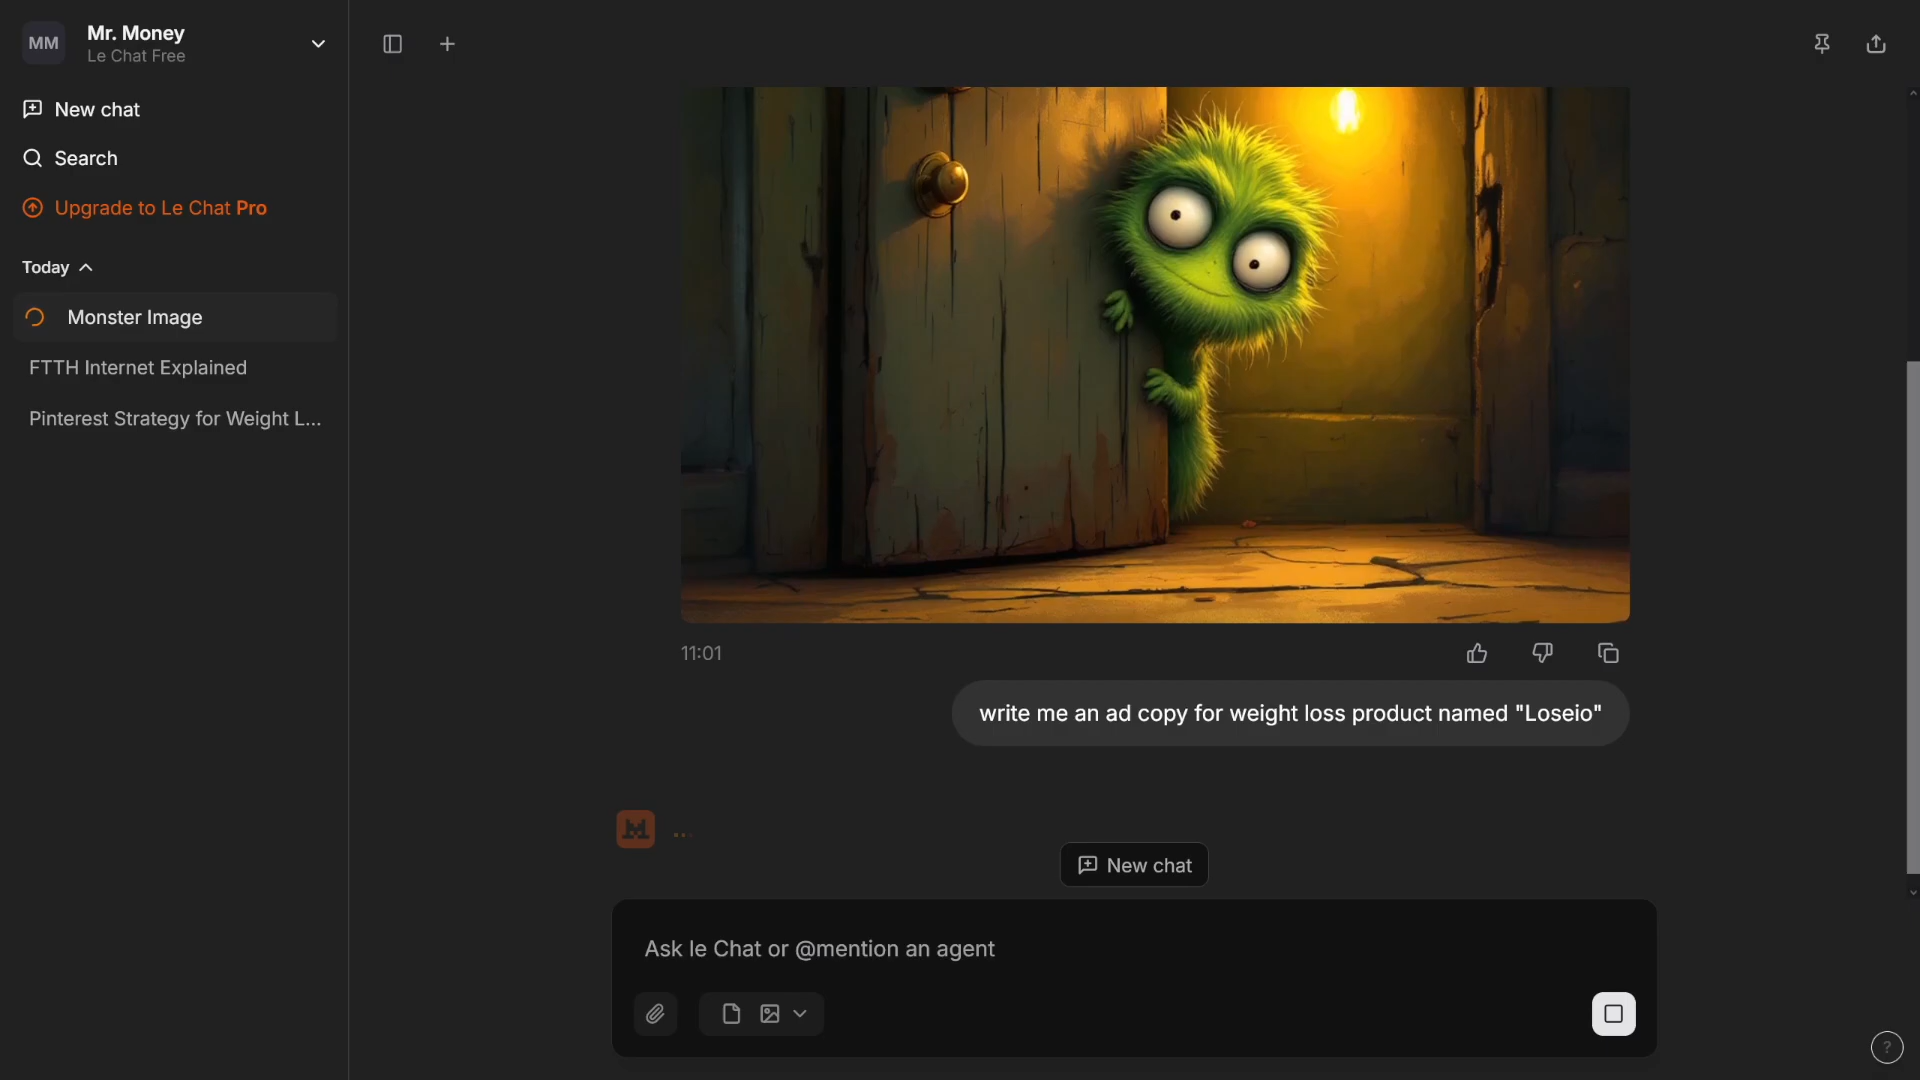 MM
Mr. Money
Le Chat Free
New chat
Search
Upgrade to Le Chat Pro
Today
Monster Image
FTTH Internet Explained
Pinterest Strategy for Weight L...
11:01
write me an ad copy for weight loss product named "Loseio"
New chat
Ask le Chat or @mention an agent
?